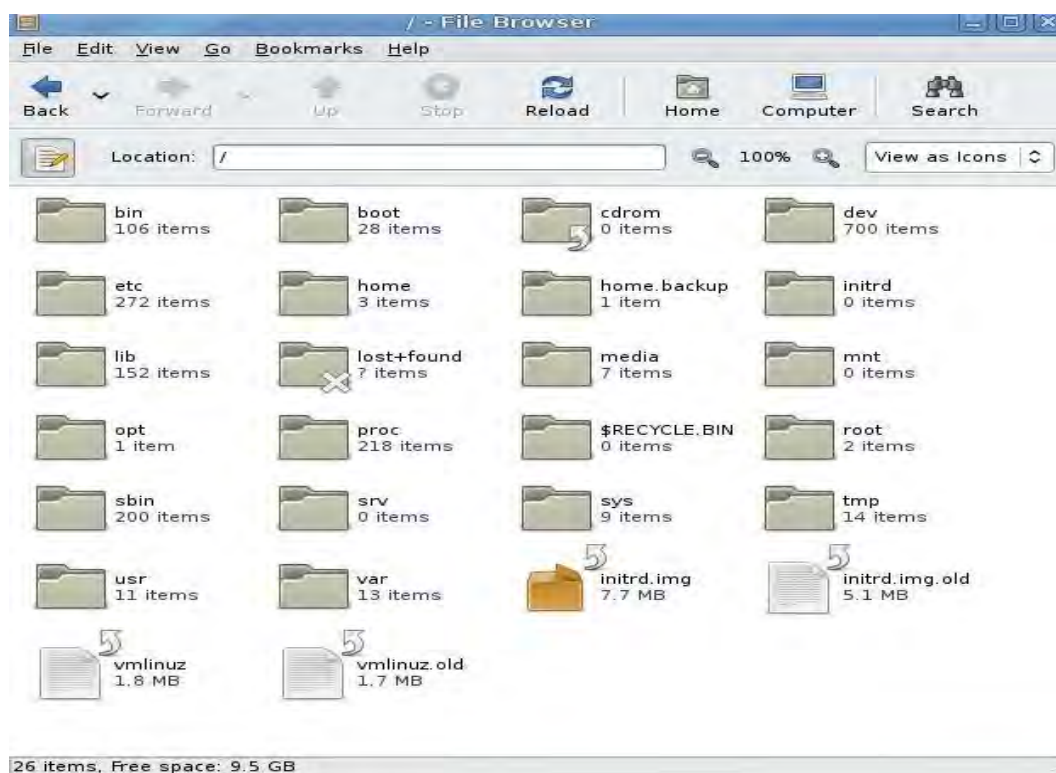 / - File Browser
File Edit View Go Bookmarks Help
Back Forward Up Stop Reload Home Computer Search
Location: / 100% View as Icons
bin boot cdrom dev
106 items 28 items 0 items 700 items
etc home home.backup initrd
272 items 3 items 1 item 0 items
lib lost+found media mnt
152 items ? items 7 items 0 items
opt proc $RECYCLE.BIN root
1 item 218 items 0 items 2 items
sbin srv sys tmp
200 items 0 items 9 items 14 items
usr var initrd.img initrd.img.old
11 items 13 items 7.7 MB 5.1 MB
vmlinuz vmlinuz.old
1.8 MB 1.7 MB
26 items, Free space: 9.5 GB